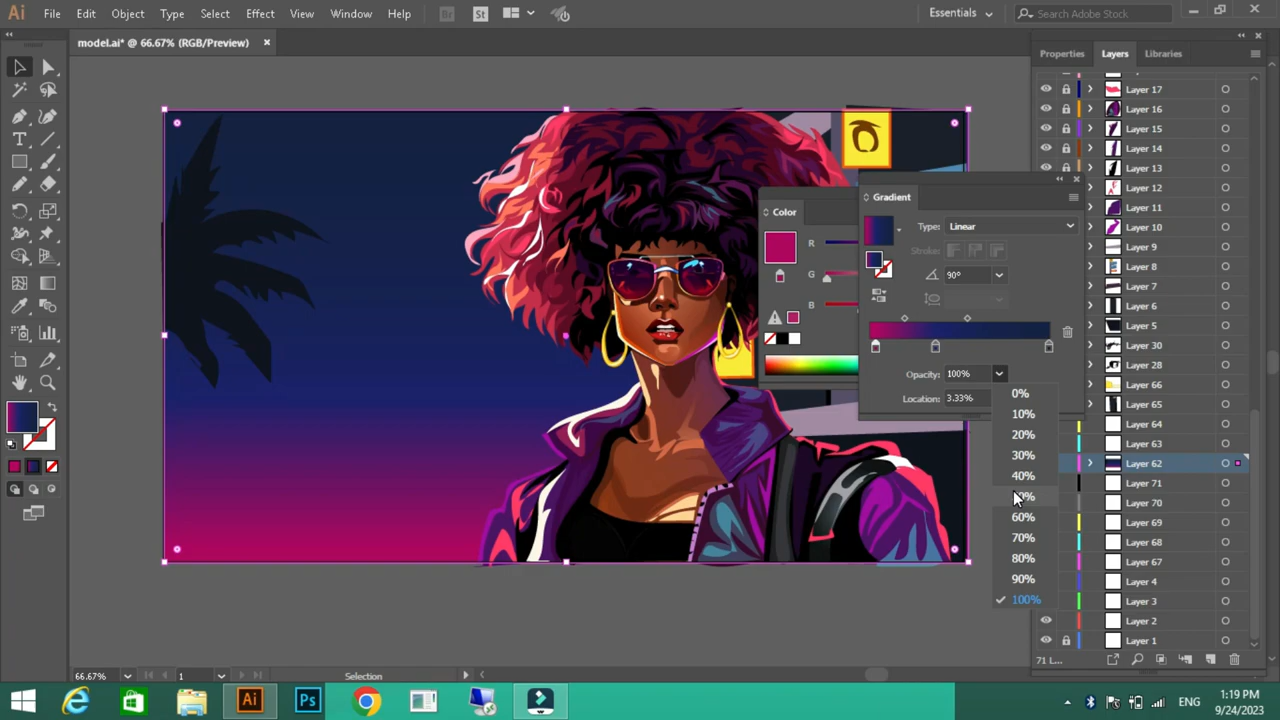 Ai File Edit Object Type Select Effect View Window Help Br St Essentials Search Adobe Stock
model.ai* @ 66.67% (RGB/Preview) ×
Properties Layers Libraries
Layer 17
Layer 16
Layer 15
Layer 14
Layer 13
Layer 12
Layer 11
Layer 10
Layer 9
Layer 8
Layer 7
Layer 6
Layer 5
Layer 30
Layer 28
Layer 66
Layer 65
Layer 64
Layer 63
Layer 62
Layer 71
Layer 70
Layer 69
Layer 68
Layer 67
Layer 4
Layer 3
Layer 2
Layer 1
71 L...
Color
R
G
B
Gradient
Type: Linear
Stroke:
90°
Opacity: 100%
Location: 3.33%
0%
10%
20%
30%
40%
60%
70%
80%
90%
100%
66.67% 1 Selection
Ai Ps ENG 1:19 PM
9/24/2023